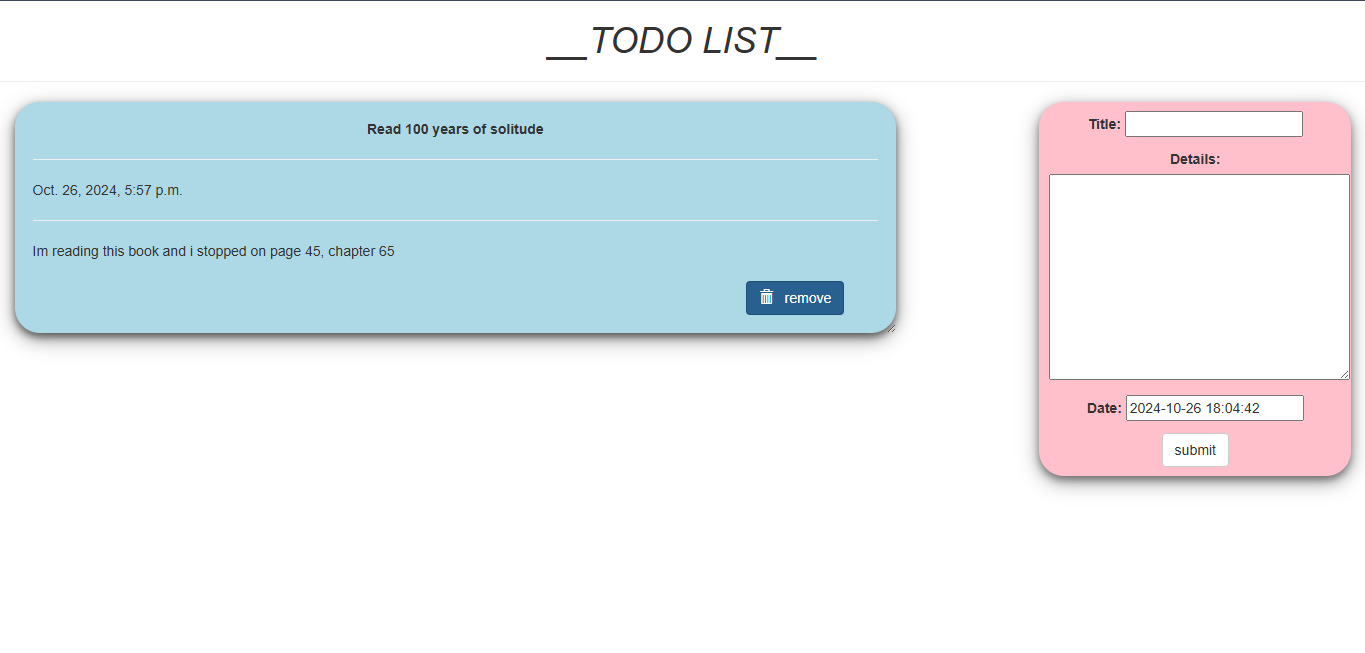 __TODO LIST__
Read 100 years of solitude
Oct. 26, 2024, 5:57 p.m.
Im reading this book and i stopped on page 45, chapter 65
remove
Title:
Details:
Date: 2024-10-26 18:04:42
submit